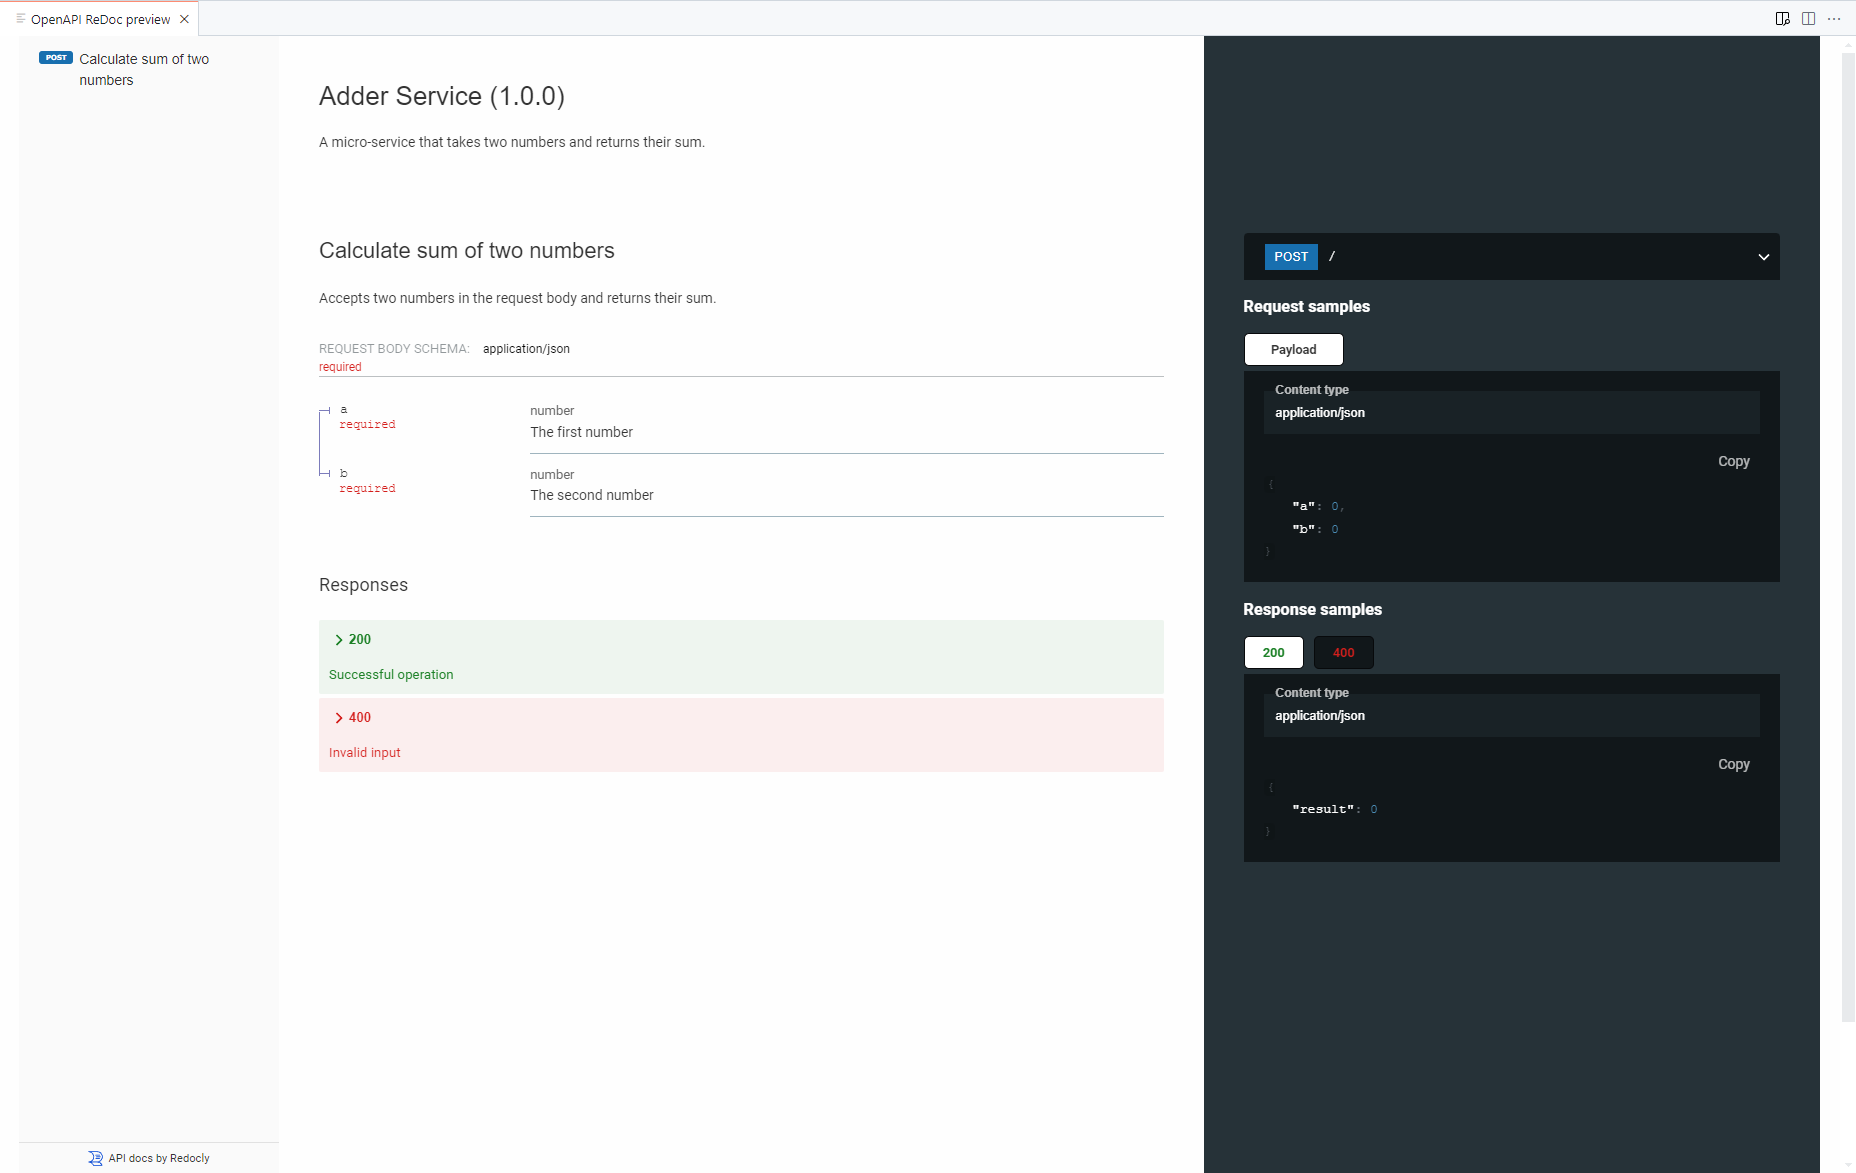 OpenAPI ReDoc preview
POST Calculate sum of two
numbers
API docs by Redocly
Adder Service (1.0.0)
A micro-service that takes two numbers and returns their sum.
Calculate sum of two numbers
Accepts two numbers in the request body and returns their sum.
REQUEST BODY SCHEMA: application/json
required
a
required
number
The first number
b
required
number
The second number
Responses
200
Successful operation
400
Invalid input
POST /
Request samples
Payload
Content type
application/json
Copy
{
"a": 0,
"b": 0
}
Response samples
200 400
Content type
application/json
Copy
{
"result": 0
}